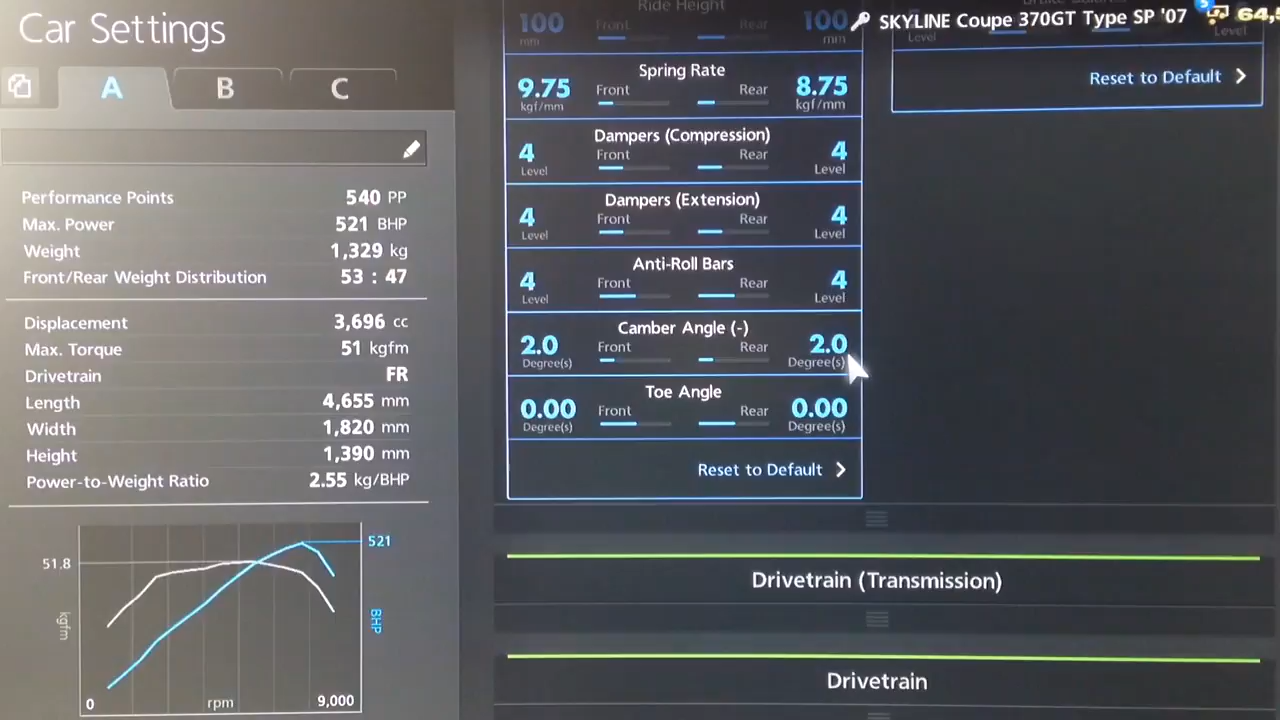 Car Settings
A
B
C
Performance Points 540 PP
Max. Power 521 BHP
Weight 1,329 kg
Front/Rear Weight Distribution 53 : 47
Displacement 3,696 cc
Max. Torque 51 kgfm
Drivetrain FR
Length 4,655 mm
Width 1,820 mm
Height 1,390 mm
Power-to-Weight Ratio 2.55 kg/BHP
521
51.8
kgfm
BHP
0 rpm 9,000
Ride Height
100 Front Rear 100
mm mm
Spring Rate
9.75 Front Rear 8.75
kgf/mm kgf/mm
Dampers (Compression)
4 Front Rear 4
Level Level
Dampers (Extension)
4 Front Rear 4
Level Level
Anti-Roll Bars
4 Front Rear 4
Level Level
Camber Angle (-)
2.0 Front Rear 2.0
Degree(s) Degree(s)
Toe Angle
0.00 Front Rear 0.00
Degree(s) Degree(s)
Reset to Default
SKYLINE Coupe 370GT Type SP '07
5
Level Level
Reset to Default
Drivetrain (Transmission)
Drivetrain